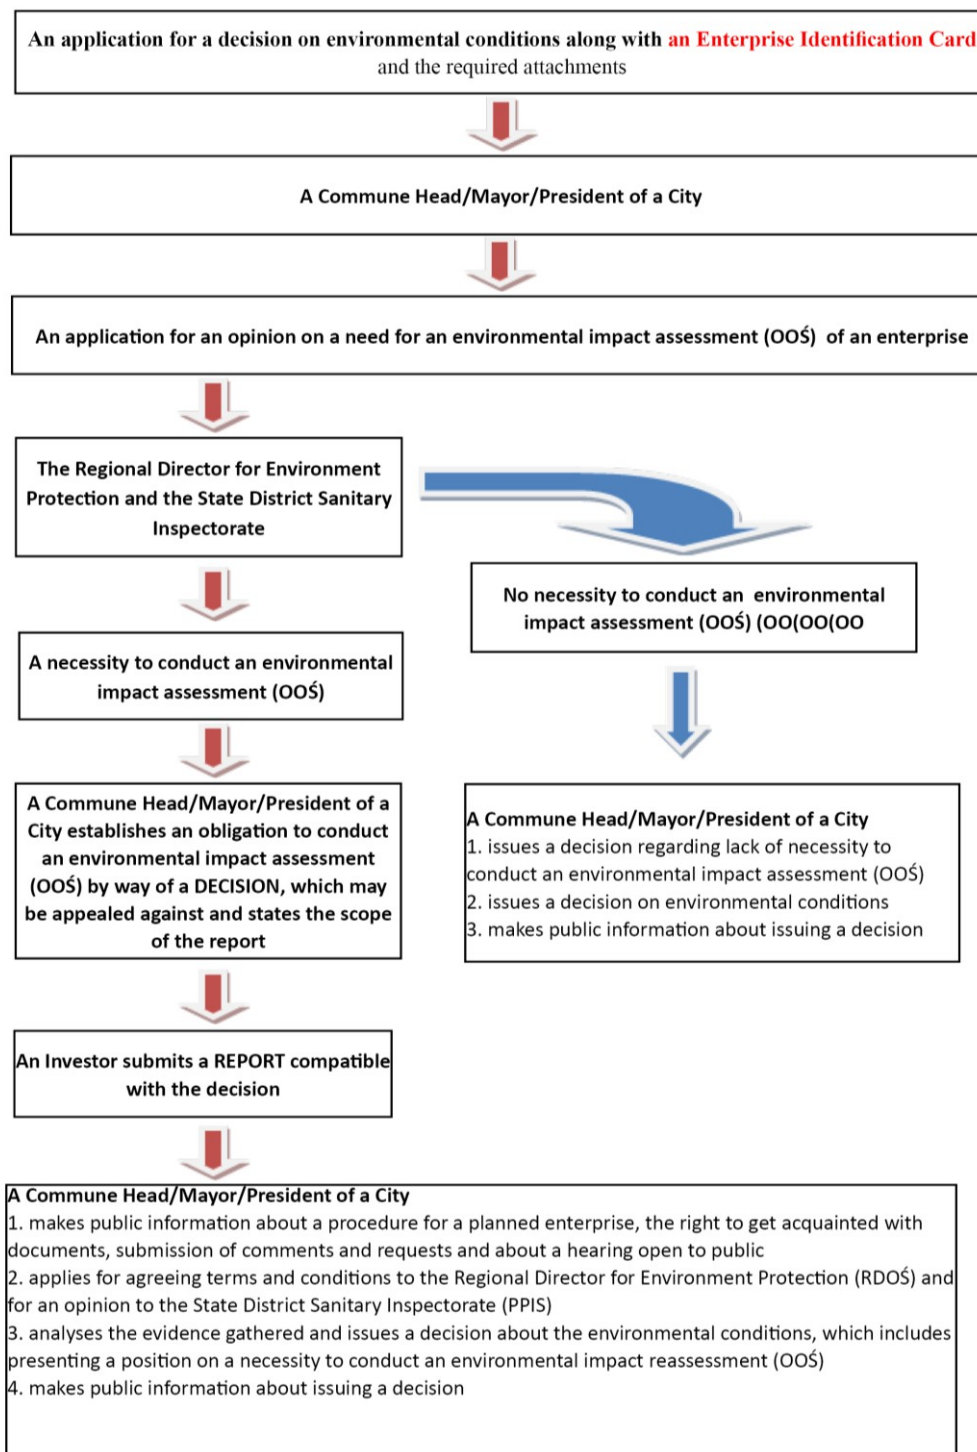 An application for a decision on environmental conditions along with an Enterprise Identification Card
and the required attachments
A Commune Head/Mayor/President of a City
An application for an opinion on a need for an environmental impact assessment (OOŚ) of an enterprise
The Regional Director for Environment
Protection and the State District Sanitary
Inspectorate
No necessity to conduct an environmental
impact assessment (OOŚ) (OO(OO(OO
A necessity to conduct an environmental
impact assessment (OOŚ)
A Commune Head/Mayor/President of a
City establishes an obligation to conduct
an environmental impact assessment
(OOŚ) by way of a DECISION, which may
be appealed against and states the scope
of the report
A Commune Head/Mayor/President of a City
1. issues a decision regarding lack of necessity to
conduct an environmental impact assessment (OOŚ)
2. issues a decision on environmental conditions
3. makes public information about issuing a decision
An Investor submits a REPORT compatible
with the decision
A Commune Head/Mayor/President of a City
1. makes public information about a procedure for a planned enterprise, the right to get acquainted with
documents, submission of comments and requests and about a hearing open to public
2. applies for agreeing terms and conditions to the Regional Director for Environment Protection (RDOŚ) and
for an opinion to the State District Sanitary Inspectorate (PPIS)
3. analyses the evidence gathered and issues a decision about the environmental conditions, which includes
presenting a position on a necessity to conduct an environmental impact reassessment (OOŚ)
4. makes public information about issuing a decision